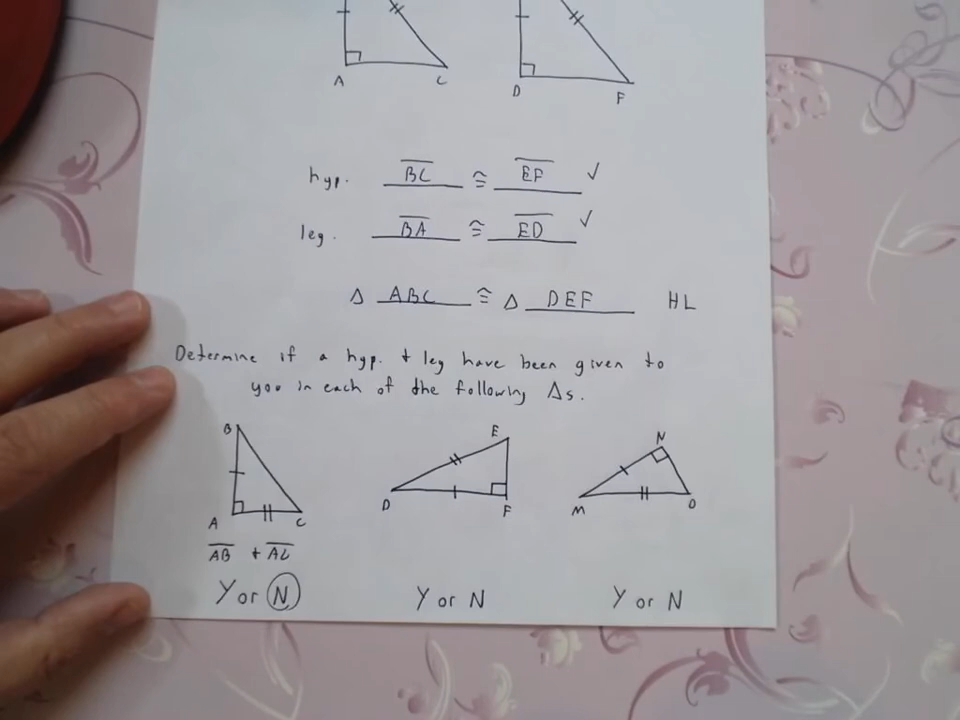 A C D F
hyp. BC ≅ EF ✓
leg. BA ≅ ED ✓
Δ ABC ≅ Δ DEF HL
Determine if a hyp. + leg have been given to
you in each of the following Δs.
B A C
E D F
N M O
AB + AC
Y or N
Y or N
Y or N